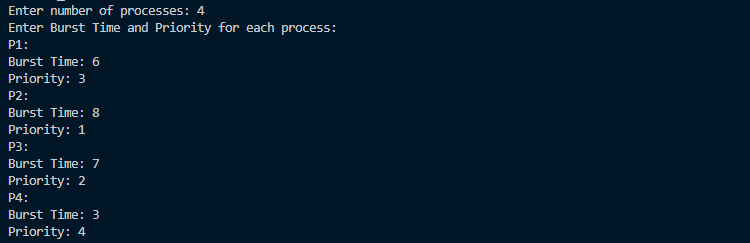 Enter number of processes: 4
Enter Burst Time and Priority for each process:
P1:
Burst Time: 6
Priority: 3
P2:
Burst Time: 8
Priority: 1
P3:
Burst Time: 7
Priority: 2
P4:
Burst Time: 3
Priority: 4